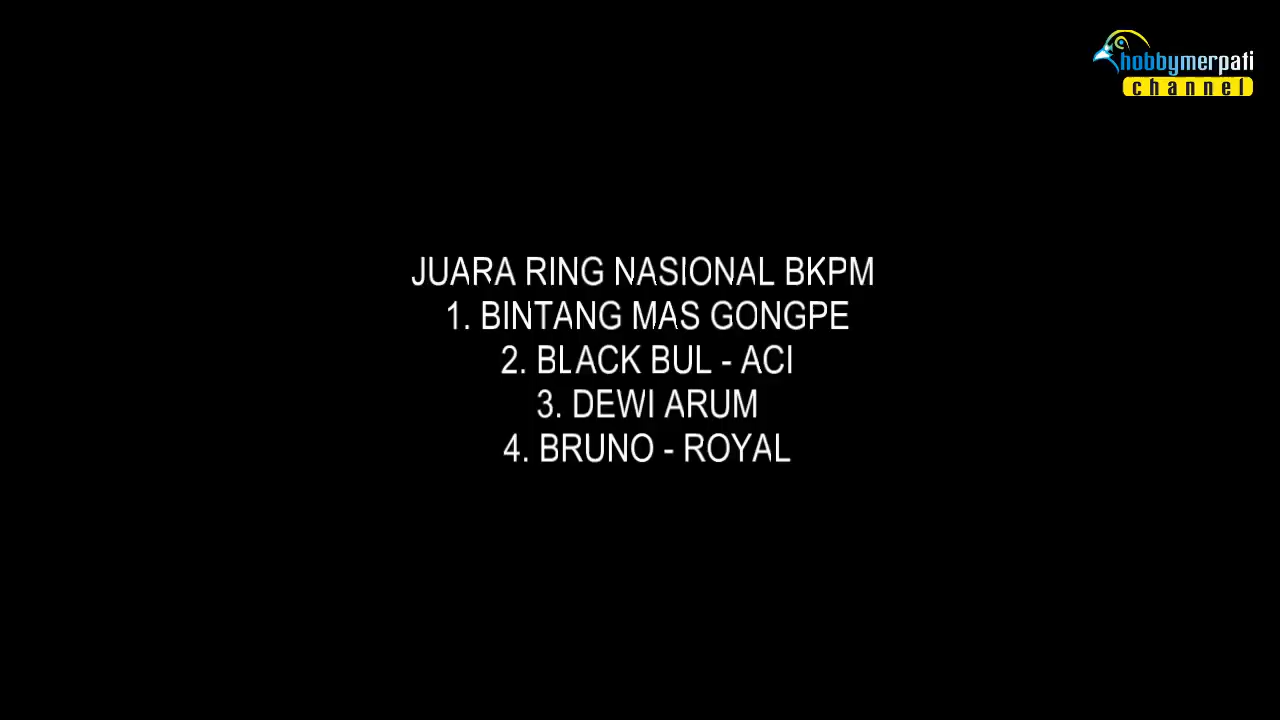 hobbymerpati
channel
JUARA RING NASIONAL BKPM
1. BINTANG MAS GONGPE
2. BLACK BUL - ACI
3. DEWI ARUM
4. BRUNO - ROYAL